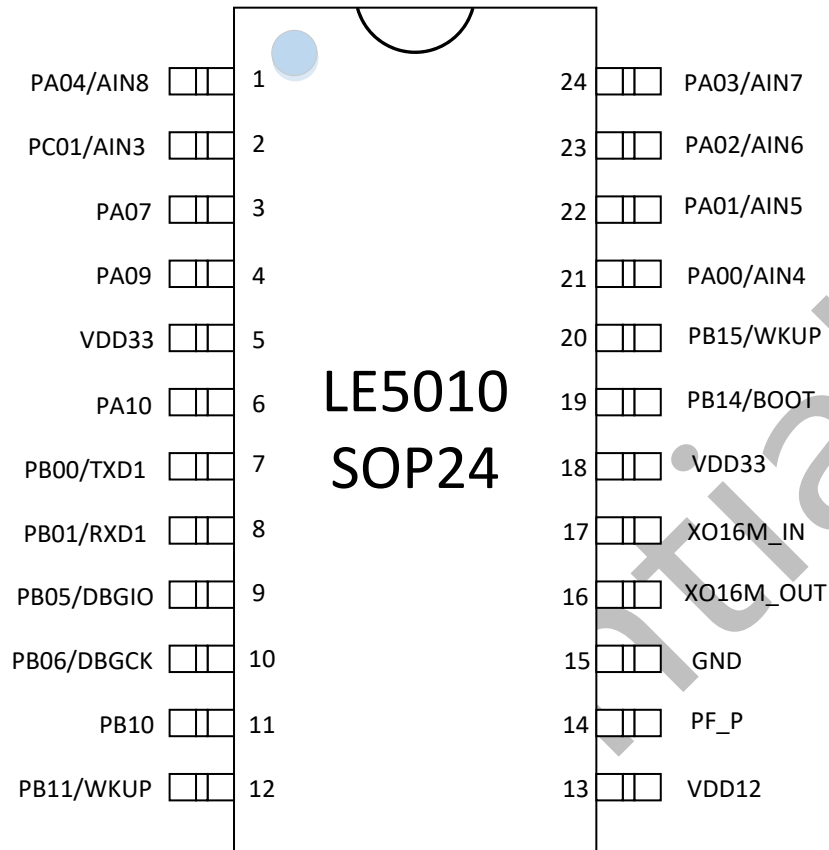 PA04/AIN8 1 24 PA03/AIN7
PC01/AIN3 2 23 PA02/AIN6
PA07 3 22 PA01/AIN5
PA09 4 21 PA00/AIN4
VDD33 5 20 PB15/WKUP
PA10 6 19 PB14/BOOT
LE5010
SOP24
PB00/TXD1 7 18 VDD33
PB01/RXD1 8 17 XO16M_IN
PB05/DBGIO 9 16 XO16M_OUT
PB06/DBGCK 10 15 GND
PB10 11 14 PF_P
PB11/WKUP 12 13 VDD12